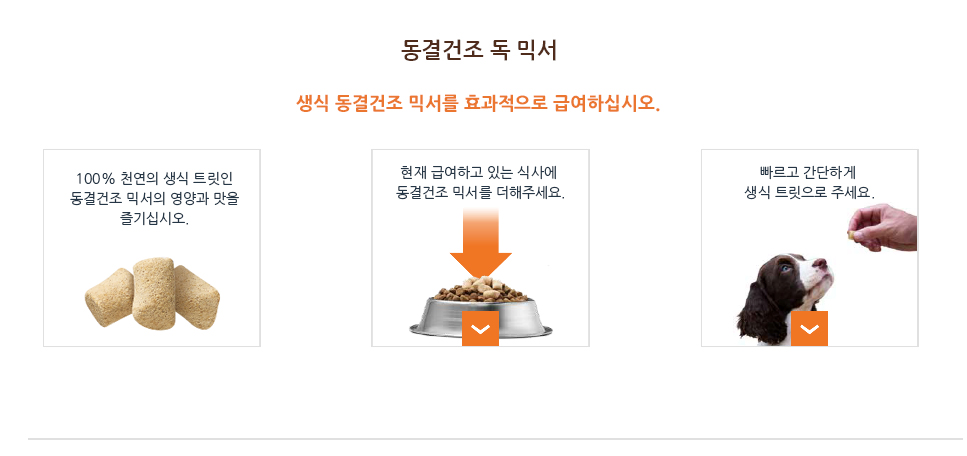 동결건조 독 믹서
생식 동결건조 믹서를 효과적으로 급여하십시오.
100% 천연의 생식 트릿인
동결건조 믹서의 영양과 맛을
즐기십시오.
현재 급여하고 있는 식사에
동결건조 믹서를 더해주세요.
빠르고 간단하게
생식 트릿으로 주세요.